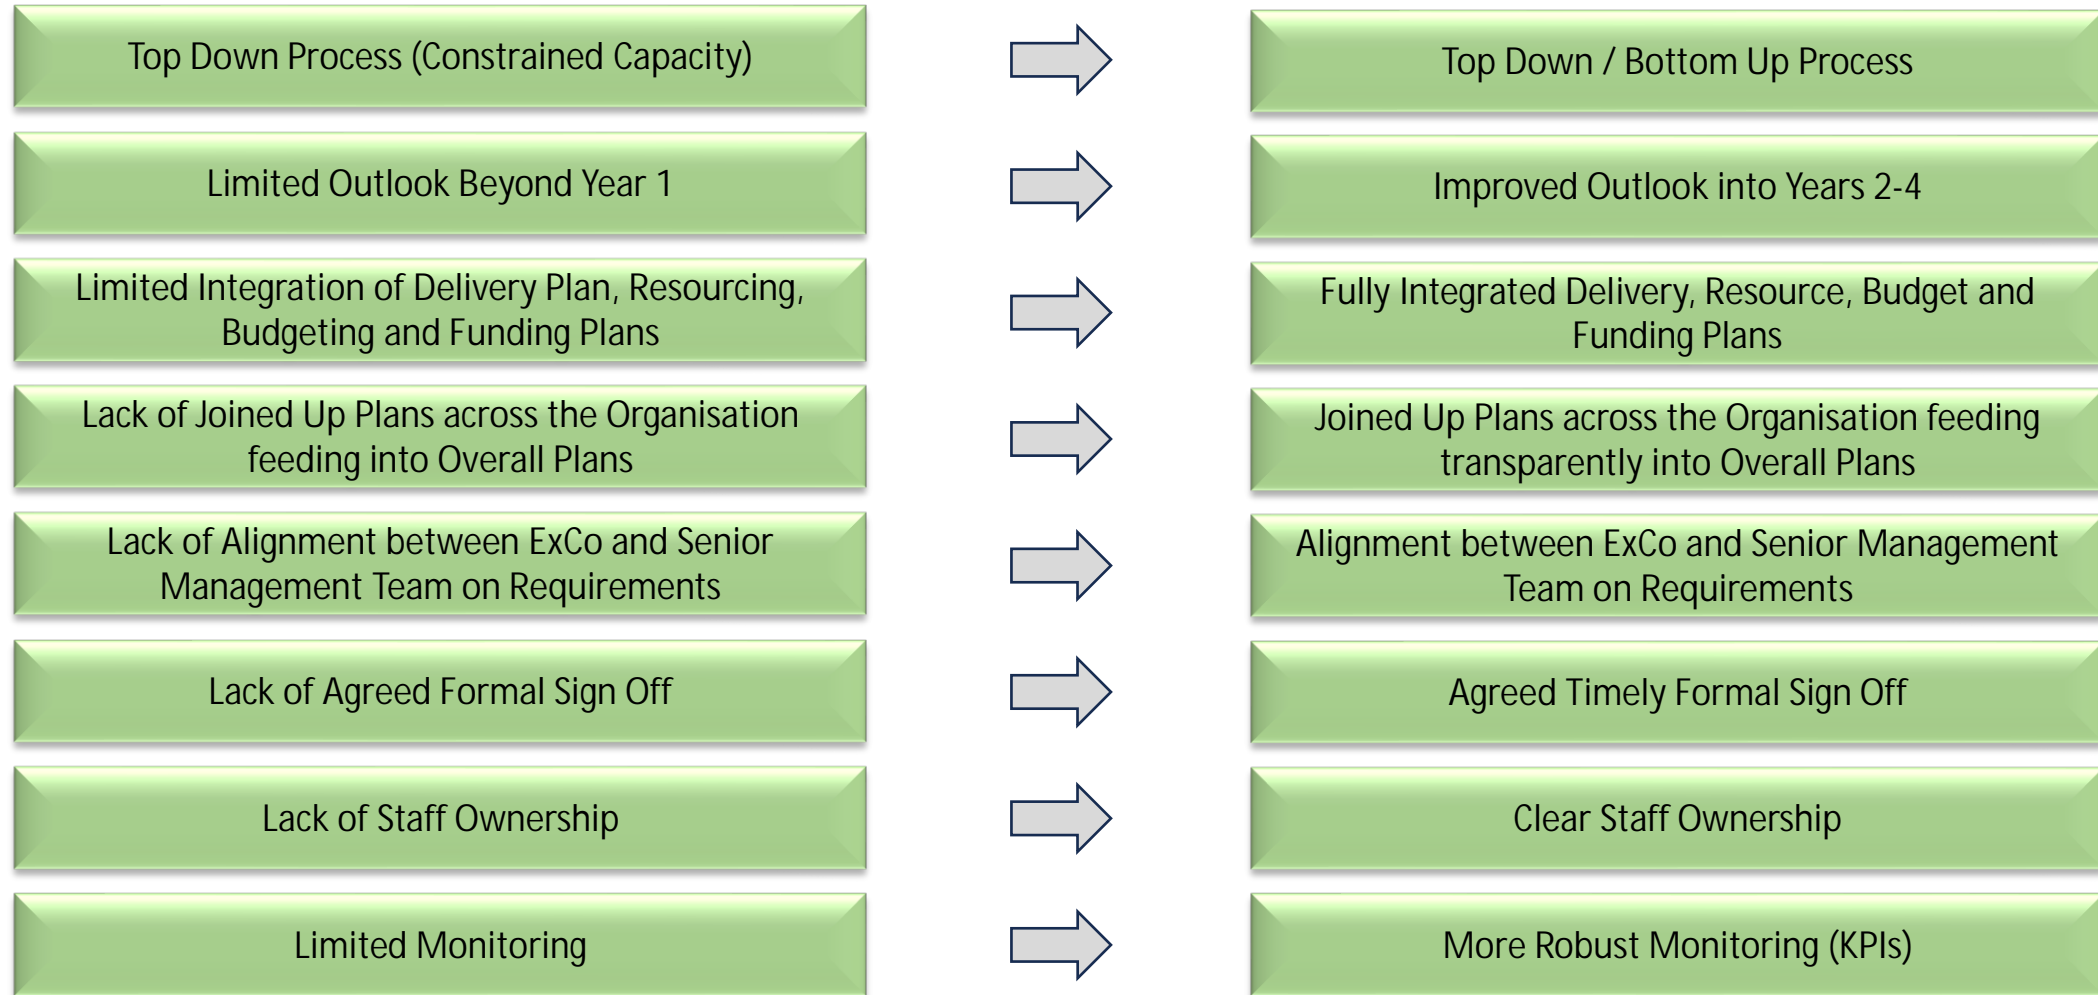 Top Down Process (Constrained Capacity)
Top Down / Bottom Up Process
Limited Outlook Beyond Year 1
Improved Outlook into Years 2-4
Limited Integration of Delivery Plan, Resourcing,
Budgeting and Funding Plans
Fully Integrated Delivery, Resource, Budget and
Funding Plans
Lack of Joined Up Plans across the Organisation
feeding into Overall Plans
Joined Up Plans across the Organisation feeding
transparently into Overall Plans
Lack of Alignment between ExCo and Senior
Management Team on Requirements
Alignment between ExCo and Senior Management
Team on Requirements
Lack of Agreed Formal Sign Off
Agreed Timely Formal Sign Off
Lack of Staff Ownership
Clear Staff Ownership
Limited Monitoring
More Robust Monitoring (KPIs)